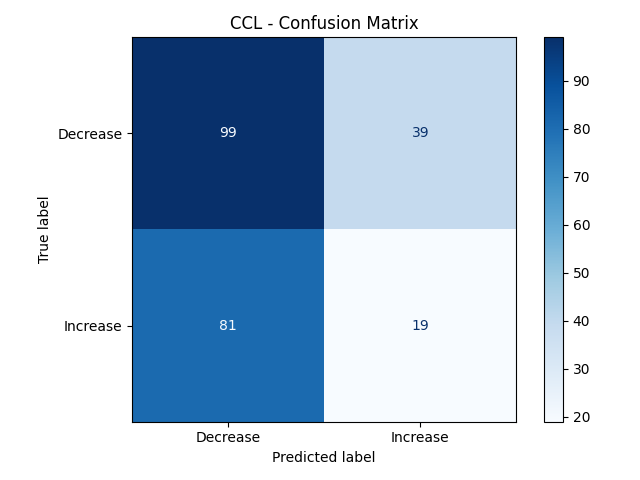 CCL - Confusion Matrix
Decrease
99
39
90
80
70
60
50
40
30
20
True label
Increase
81
19
Decrease
Increase
Predicted label